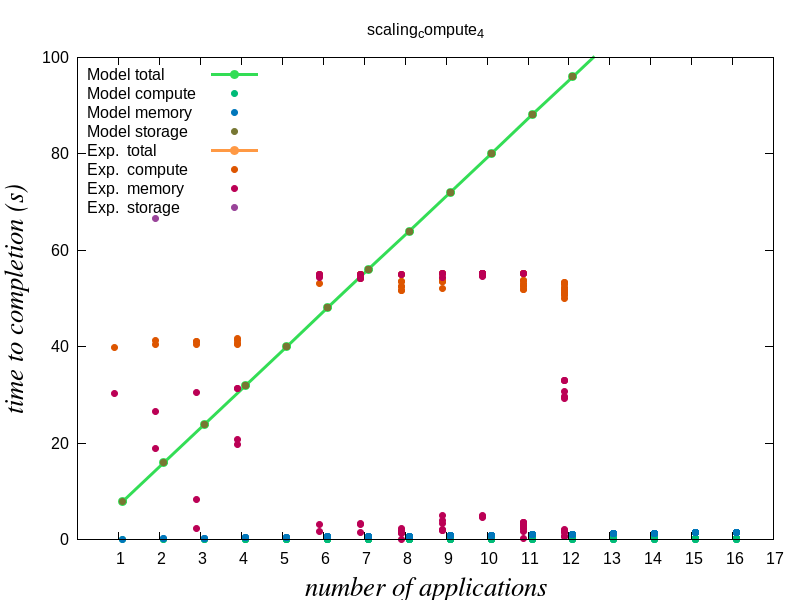 scaling_compute_4
100
80
60
40
20
0
time to completion (s)
Model total
Model compute
Model memory
Model storage
Exp. total
Exp. compute
Exp. memory
Exp. storage
1 2 3 4 5 6 7 8 9 10 11 12 13 14 15 16 17
number of applications